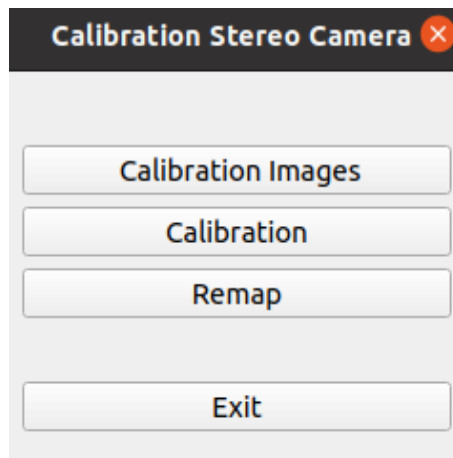 Calibration Stereo Camera
Calibration Images
Calibration
Remap
Exit